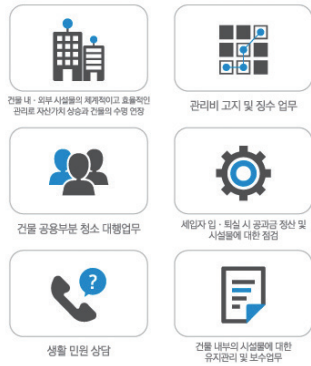 건물 내 · 외부 시설물의 체계적이고 효율적인
관리로 자산가치 상승과 건물의 수명 연장
관리비 고지 및 징수 업무
건물 공용부분 청소 대행업무
세입자 입 · 퇴실 시 공과금 정산 및
시설물에 대한 점검
?
생활 민원 상담
건물 내부의 시설물에 대한
유지관리 및 보수업무